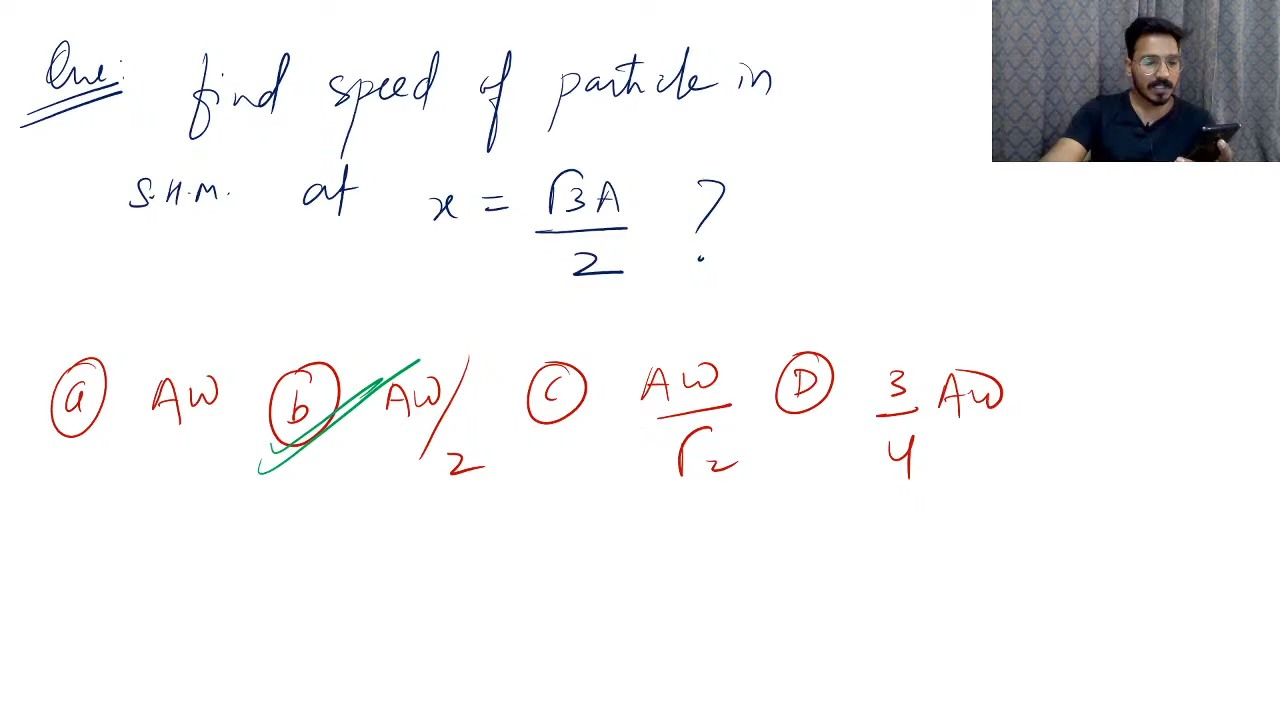 Que: find speed of particle in
S.H.M. at x = √3A/2 ?
(a) Aω (b) Aω/2 (c) Aω/√2 (D) 3/4 Aω